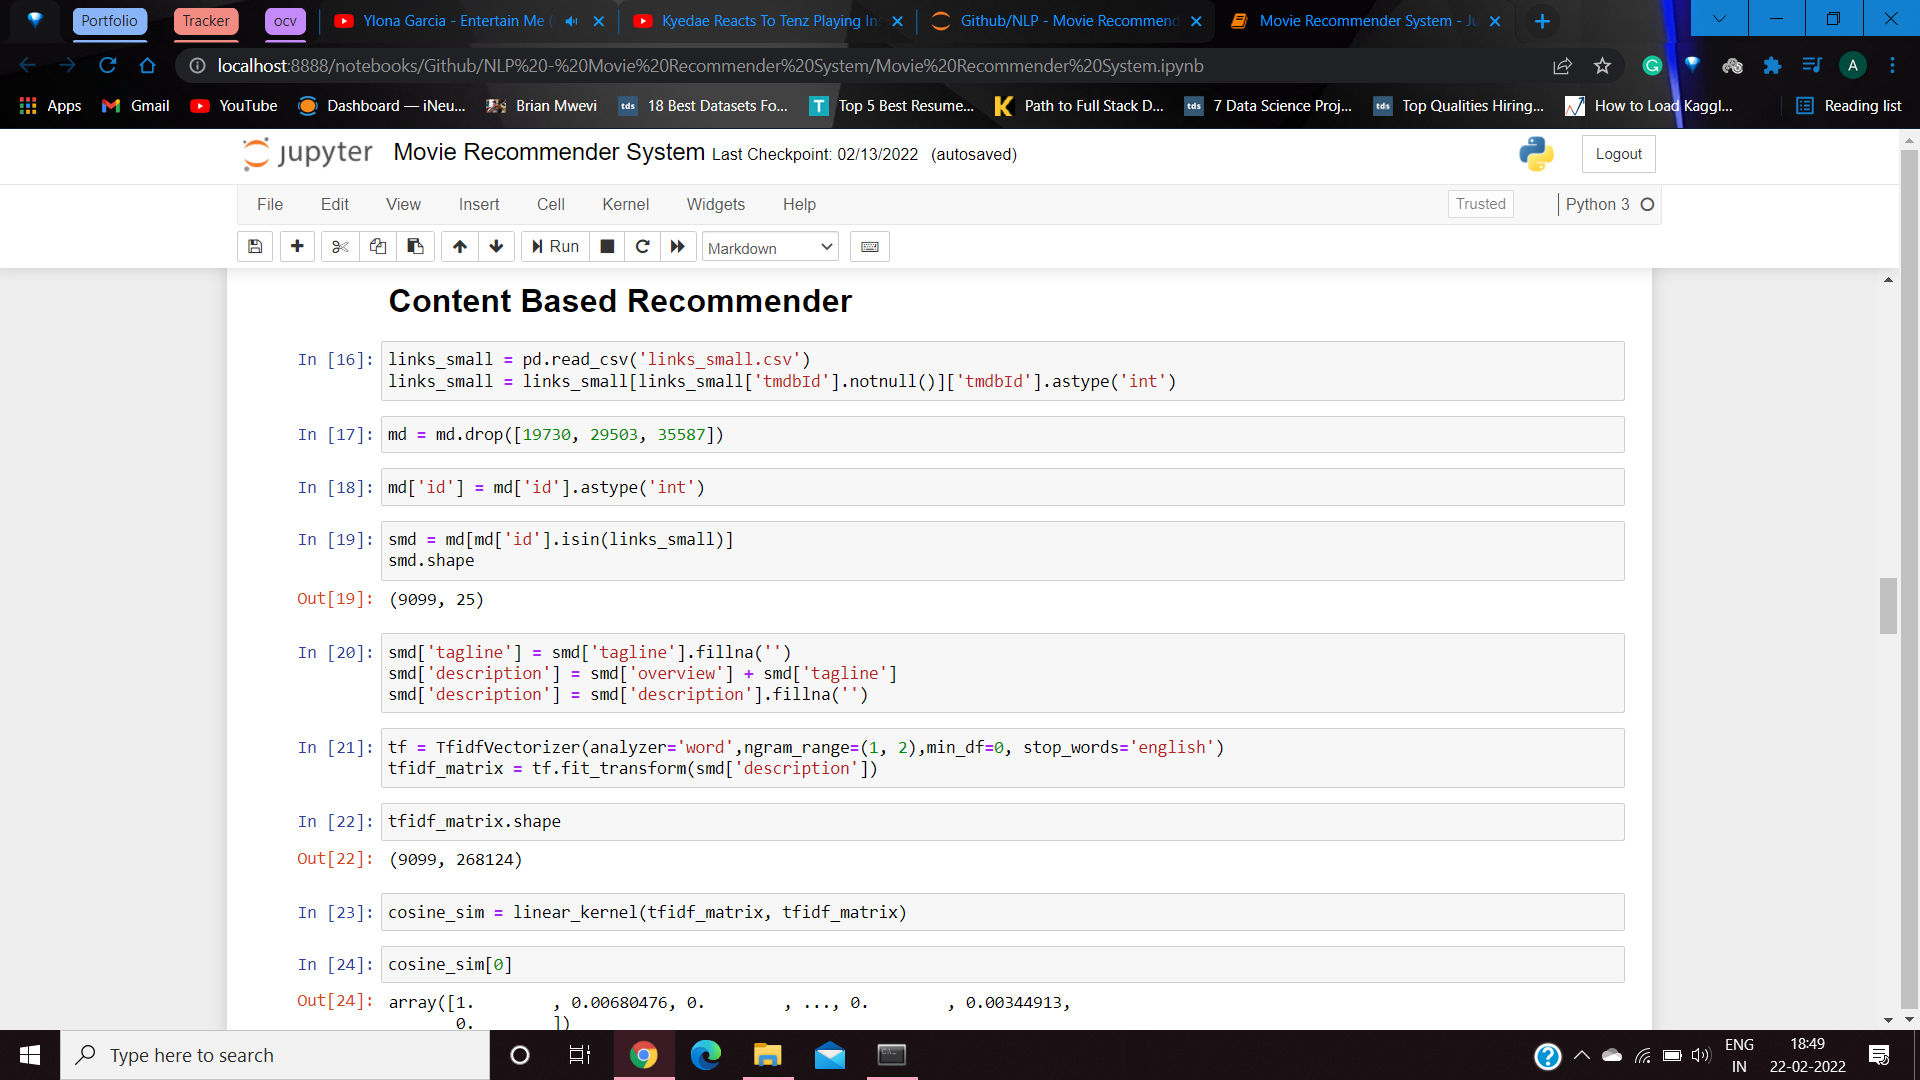 Portfolio
Tracker
ocv
Ylona Garcia - Entertain Me (
Kyedae Reacts To Tenz Playing In
Github/NLP - Movie Recommend
Movie Recommender System - Ju
localhost:8888/notebooks/Github/NLP%20-%20Movie%20Recommender%20System/Movie%20Recommender%20System.ipynb
A
Apps
Gmail
YouTube
Dashboard — iNeu...
Brian Mwevi
tds
18 Best Datasets Fo...
T
Top 5 Best Resume...
K
Path to Full Stack D...
tds
7 Data Science Proj...
tds
Top Qualities Hiring...
How to Load Kaggl...
Reading list
jupyter
Movie Recommender System Last Checkpoint: 02/13/2022 (autosaved)
Logout
File Edit View Insert Cell Kernel Widgets Help
Trusted
Python 3
Run
Markdown
Content Based Recommender
In [16]: links_small = pd.read_csv('links_small.csv')
links_small = links_small[links_small['tmdbId'].notnull()]['tmdbId'].astype('int')
In [17]: md = md.drop([19730, 29503, 35587])
In [18]: md['id'] = md['id'].astype('int')
In [19]: smd = md[md['id'].isin(links_small)]
smd.shape
Out[19]: (9099, 25)
In [20]: smd['tagline'] = smd['tagline'].fillna('')
smd['description'] = smd['overview'] + smd['tagline']
smd['description'] = smd['description'].fillna('')
In [21]: tf = TfidfVectorizer(analyzer='word',ngram_range=(1, 2),min_df=0, stop_words='english')
tfidf_matrix = tf.fit_transform(smd['description'])
In [22]: tfidf_matrix.shape
Out[22]: (9099, 268124)
In [23]: cosine_sim = linear_kernel(tfidf_matrix, tfidf_matrix)
In [24]: cosine_sim[0]
Out[24]: array([1.        , 0.00680476, 0.        , ..., 0.        , 0.00344913,
0.        ])
Type here to search
ENG
IN
18:49
22-02-2022